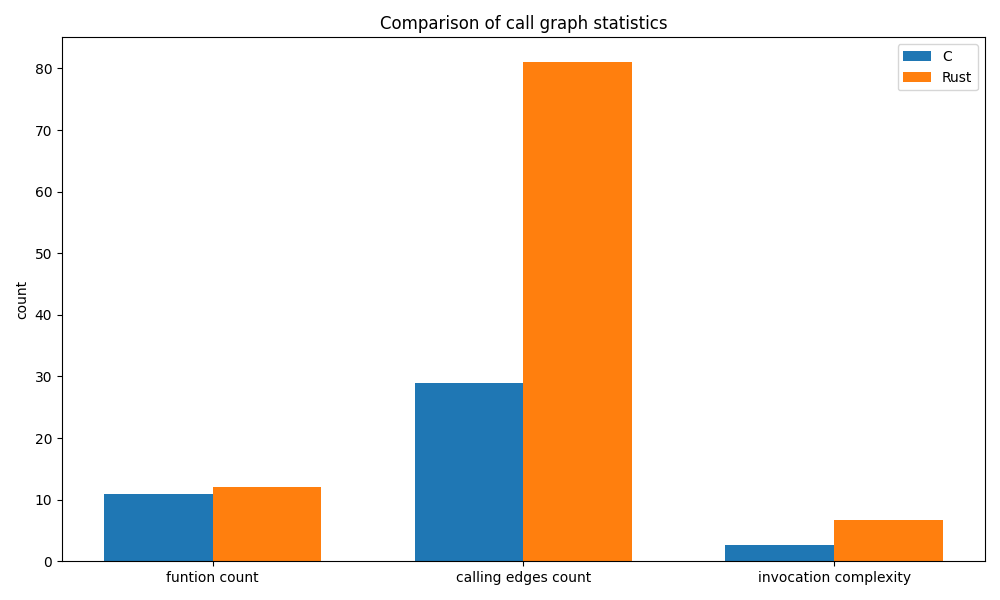 Comparison of call graph statistics
C
Rust
count
80
70
60
50
40
30
20
10
0
funtion count
calling edges count
invocation complexity